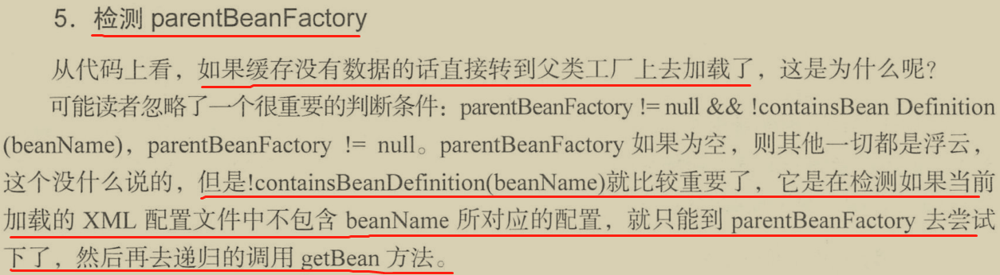 5. 检测 parentBeanFactory
从代码上看，如果缓存没有数据的话直接转到父类工厂上去加载了，这是为什么呢？
可能读者忽略了一个很重要的判断条件：parentBeanFactory != null && !containsBean Definition
(beanName)，parentBeanFactory != null。parentBeanFactory 如果为空，则其他一切都是浮云，
这个没什么说的，但是!containsBeanDefinition(beanName)就比较重要了，它是在检测如果当前
加载的 XML 配置文件中不包含 beanName 所对应的配置，就只能到 parentBeanFactory 去尝试
下了，然后再去递归的调用 getBean 方法。